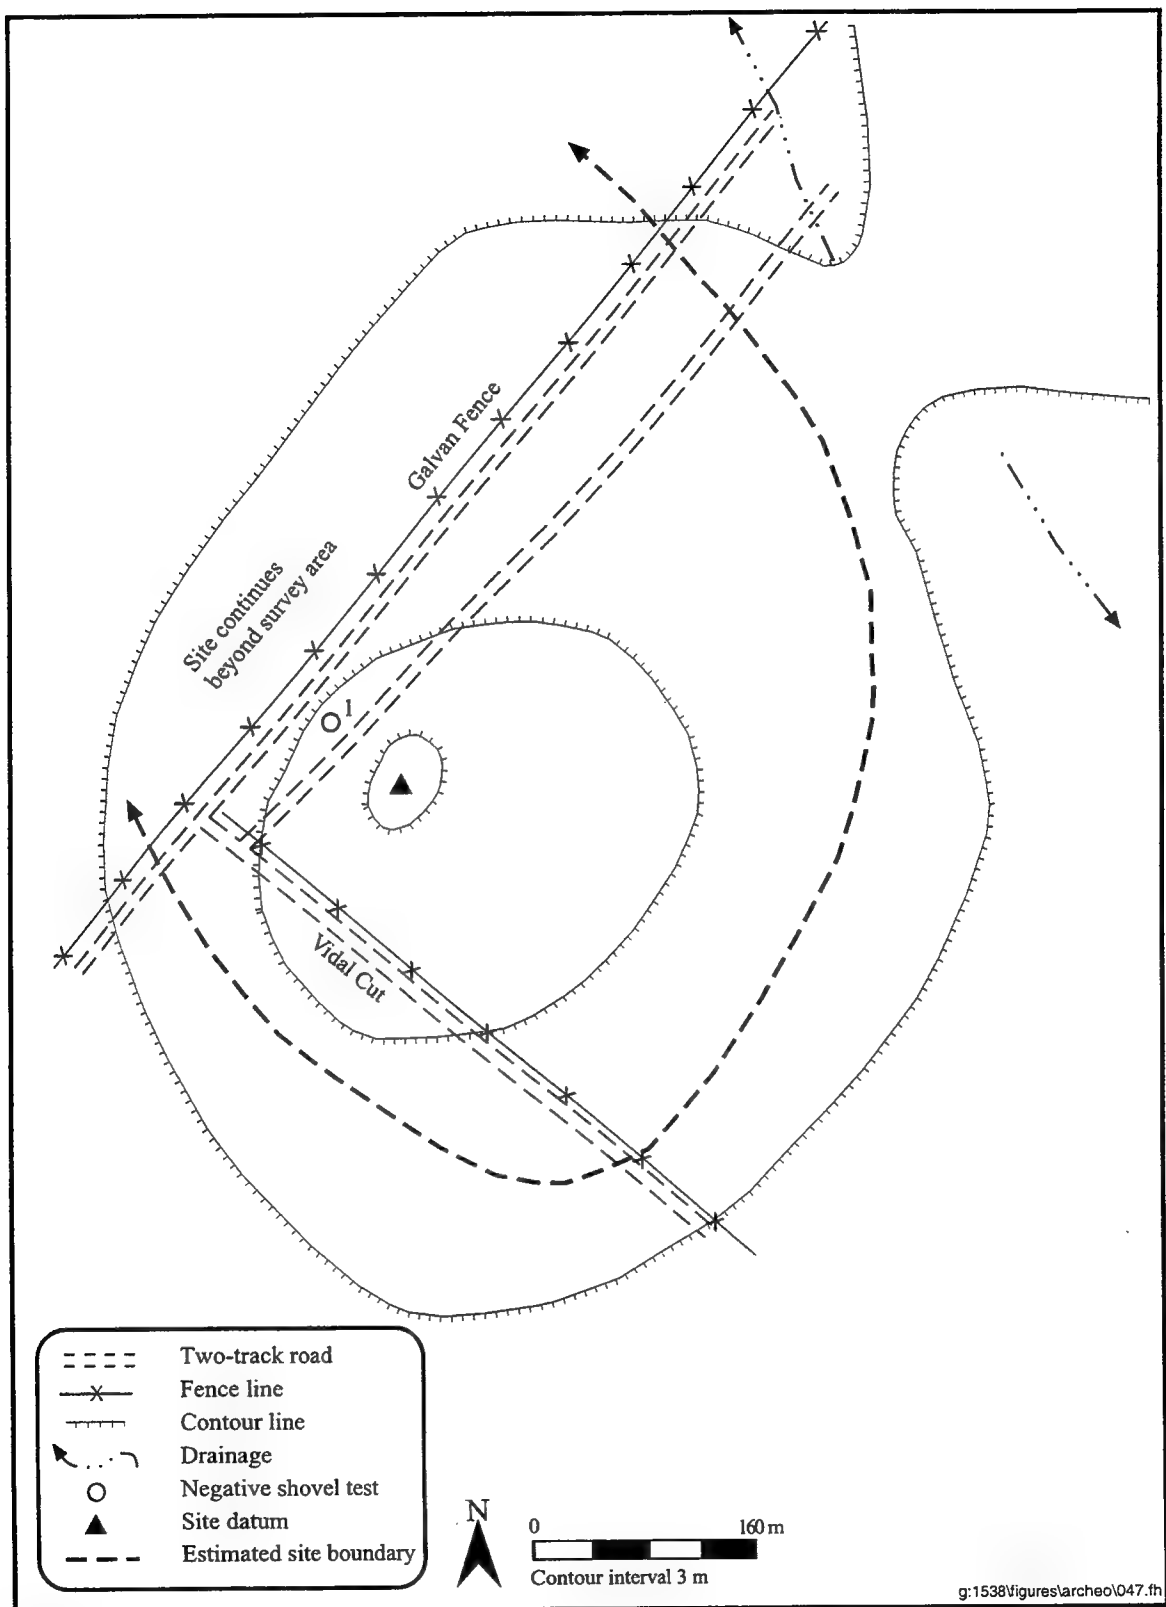 Galvan Fence
Site continues
beyond survey area
1
Vidal Cut
Two-track road
Fence line
Contour line
Drainage
Negative shovel test
Site datum
Estimated site boundary
N
0 160 m
Contour interval 3 m
g:1538\figures\archeo\047.fh